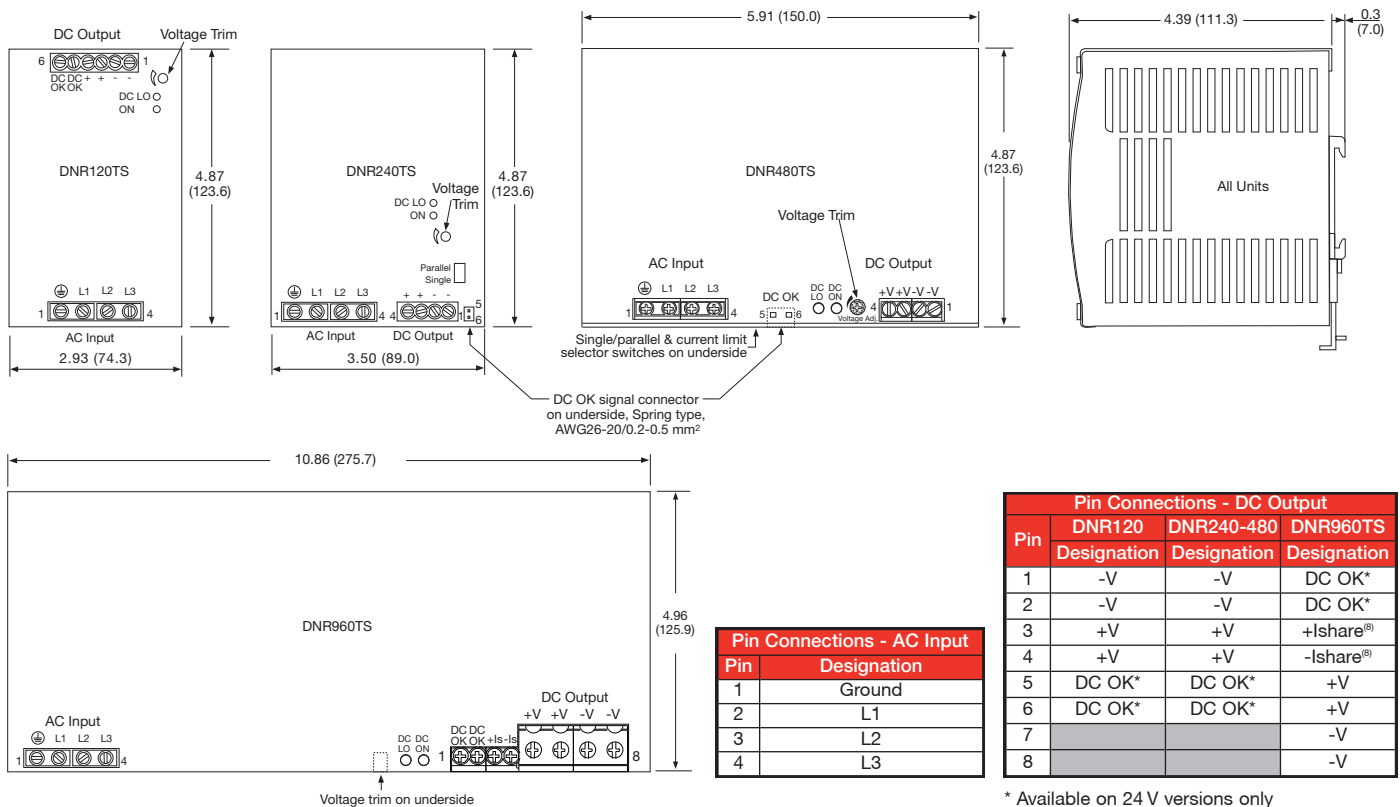 DC Output
Voltage Trim
6
1
DC DC + + - -
OK OK
DC LO
ON
DNR120TS
4.87
(123.6)
L1 L2 L3
1
4
AC Input
2.93 (74.3)
DNR240TS
4.87
(123.6)
Voltage
Trim
DC LO
ON
Parallel
Single
L1 L2 L3
+ + - -
5
1
4
4
1
6
AC Input
DC Output
3.50 (89.0)
5.91 (150.0)
DNR480TS
4.87
(123.6)
Voltage Trim
AC Input
DC Output
L1 L2 L3
DC OK
DC DC
LO ON
+V +V -V -V
1
4
5
6
4
1
Voltage Adj.
Single/parallel & current limit
selector switches on underside
DC OK signal connector
on underside, Spring type,
AWG26-20/0.2-0.5 mm²
4.39 (111.3)
0.3
(7.0)
All Units
10.86 (275.7)
DNR960TS
4.96
(125.9)
AC Input
L1 L2 L3
1
4
DC DC
LO ON
DC DC
OK OK +Is -Is
DC Output
+V +V -V -V
1
8
Voltage trim on underside
Pin Connections - AC Input
Pin Designation
1 Ground
2 L1
3 L2
4 L3
Pin Connections - DC Output
Pin DNR120 DNR240-480 DNR960TS
Designation Designation Designation
1 -V -V DC OK*
2 -V -V DC OK*
3 +V +V +Ishare(8)
4 +V +V -Ishare(8)
5 DC OK* DC OK* +V
6 DC OK* DC OK* +V
7 -V
8 -V
* Available on 24 V versions only